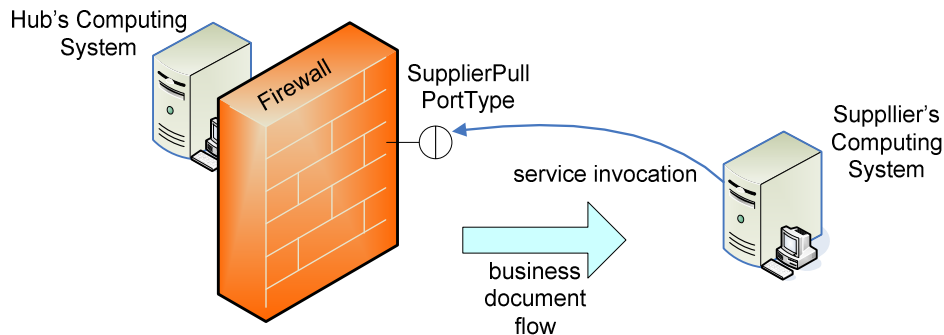 Hub's Computing
System
Firewall
SupplierPull
PortType
Suppllier's
Computing
System
service invocation
business
document
flow